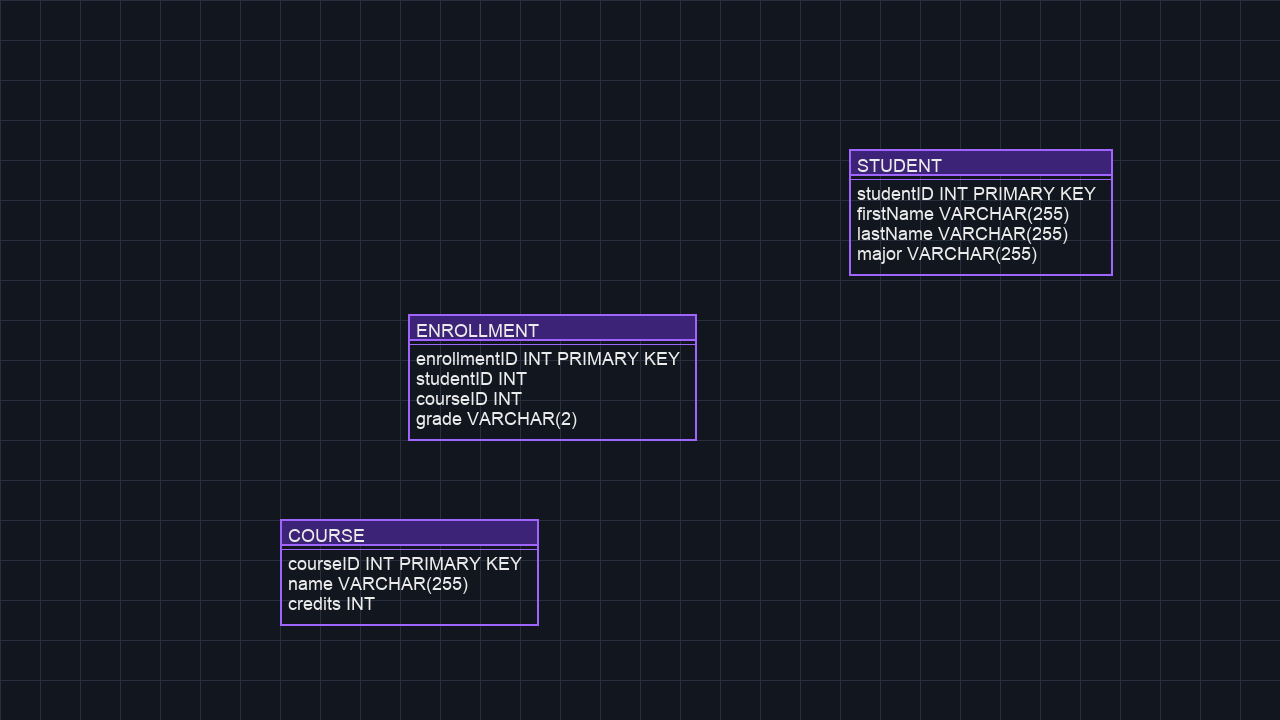 STUDENT
studentID INT PRIMARY KEY
firstName VARCHAR(255)
lastName VARCHAR(255)
major VARCHAR(255)
ENROLLMENT
enrollmentID INT PRIMARY KEY
studentID INT
courseID INT
grade VARCHAR(2)
COURSE
courseID INT PRIMARY KEY
name VARCHAR(255)
credits INT